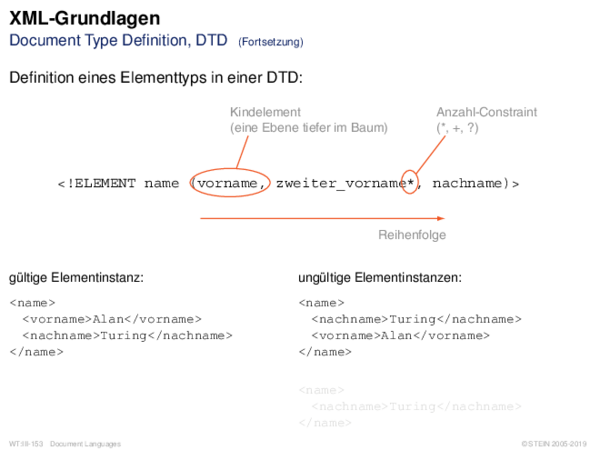 XML-Grundlagen
Document Type Definition, DTD (Fortsetzung)
Definition eines Elementtyps in einer DTD:
Kindelement
(eine Ebene tiefer im Baum)
Anzahl-Constraint
(*, +, ?)
<!ELEMENT name (vorname, zweiter_vorname*, nachname)>
Reihenfolge
gültige Elementinstanz:
<name>
<vorname>Alan</vorname>
<nachname>Turing</nachname>
</name>
ungültige Elementinstanzen:
<name>
<nachname>Turing</nachname>
<vorname>Alan</vorname>
</name>
<name>
<nachname>Turing</nachname>
</name>
WT:III-153 Document Languages
© STEIN 2005-2019